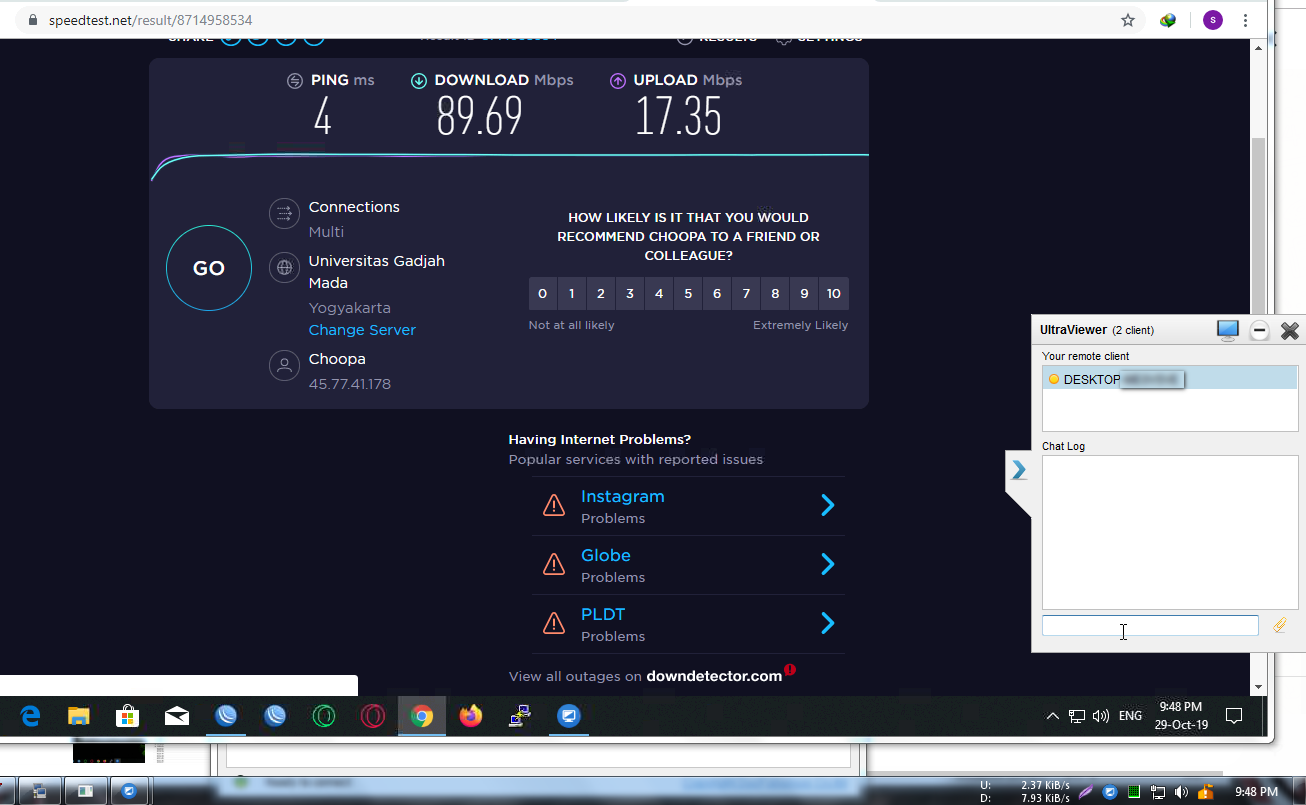 speedtest.net/result/8714958534
S
SHARE
RESULTS
SETTINGS
PING ms
DOWNLOAD Mbps
UPLOAD Mbps
4
89.69
17.35
GO
Connections
Multi
Universitas Gadjah
Mada
Yogyakarta
Change Server
Choopa
45.77.41.178
HOW LIKELY IS IT THAT YOU WOULD
RECOMMEND CHOOPA TO A FRIEND OR
COLLEAGUE?
0 1 2 3 4 5 6 7 8 9 10
Not at all likely
Extremely Likely
Having Internet Problems?
Popular services with reported issues
Instagram
Problems
Globe
Problems
PLDT
Problems
View all outages on downdetector.com
UltraViewer (2 client)
Your remote client
DESKTOP
Chat Log
ENG
9:48 PM
29-Oct-19
U: 2.37 KiB/s
D: 7.93 KiB/s
9:48 PM